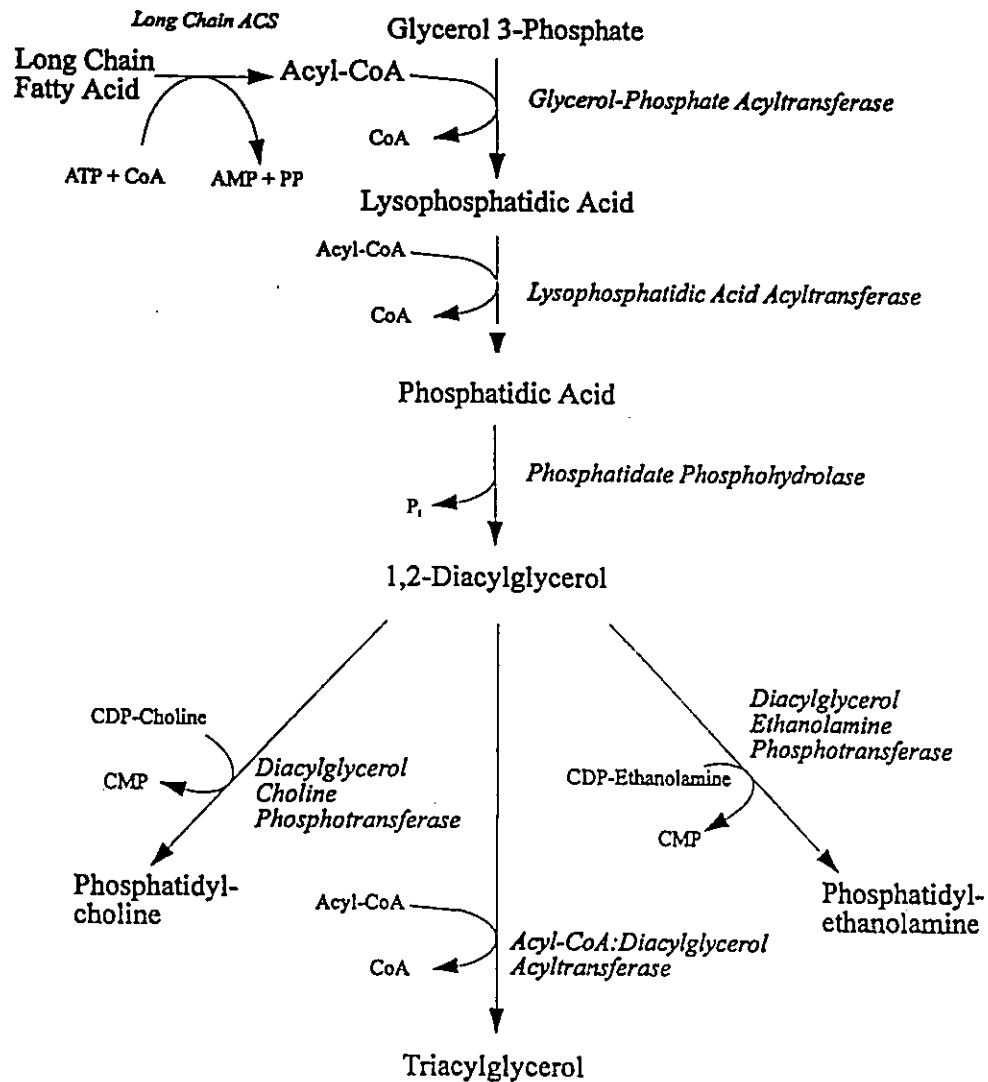 Long Chain ACS
Glycerol 3-Phosphate
Long Chain
Fatty Acid
Acyl-CoA
Glycerol-Phosphate Acyltransferase
CoA
ATP + CoA
AMP + PP
Lysophosphatidic Acid
Acyl-CoA
Lysophosphatidic Acid Acyltransferase
CoA
Phosphatidic Acid
Phosphatidate Phosphohydrolase
Pi
1,2-Diacylglycerol
CDP-Choline
CMP
Diacylglycerol
Choline
Phosphotransferase
Diacylglycerol
Ethanolamine
Phosphotransferase
CDP-Ethanolamine
CMP
Phosphatidyl-
choline
Phosphatidyl-
ethanolamine
Acyl-CoA
CoA
Acyl-CoA:Diacylglycerol
Acyltransferase
Triacylglycerol